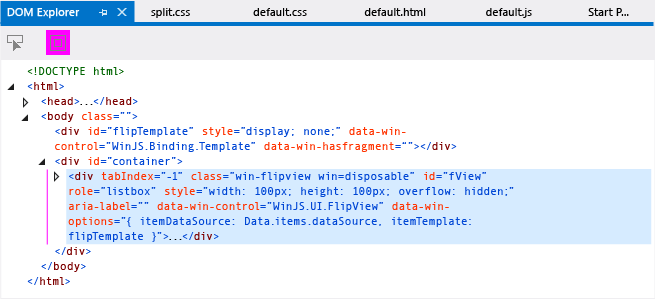 DOM Explorer split.css default.css default.html default.js Start P...
<!DOCTYPE html>
<html>
<head>...</head>
<body class="">
<div id="flipTemplate" style="display; none;" data-win-
control="WinJS.Binding.Template" data-win-hasfragment=""></div>
<div id="container">
<div tabIndex="-1" class="win-flipview win=disposable" id="fView"
role="listbox" style="width: 100px; height: 100px; overflow: hidden;"
aria-label="" data-win-control="WinJS.UI.FlipView" data-win-
options="{ itemDataSource: Data.items.dataSource, itemTemplate:
flipTemplate }">...</div>
</div>
</body>
</html>